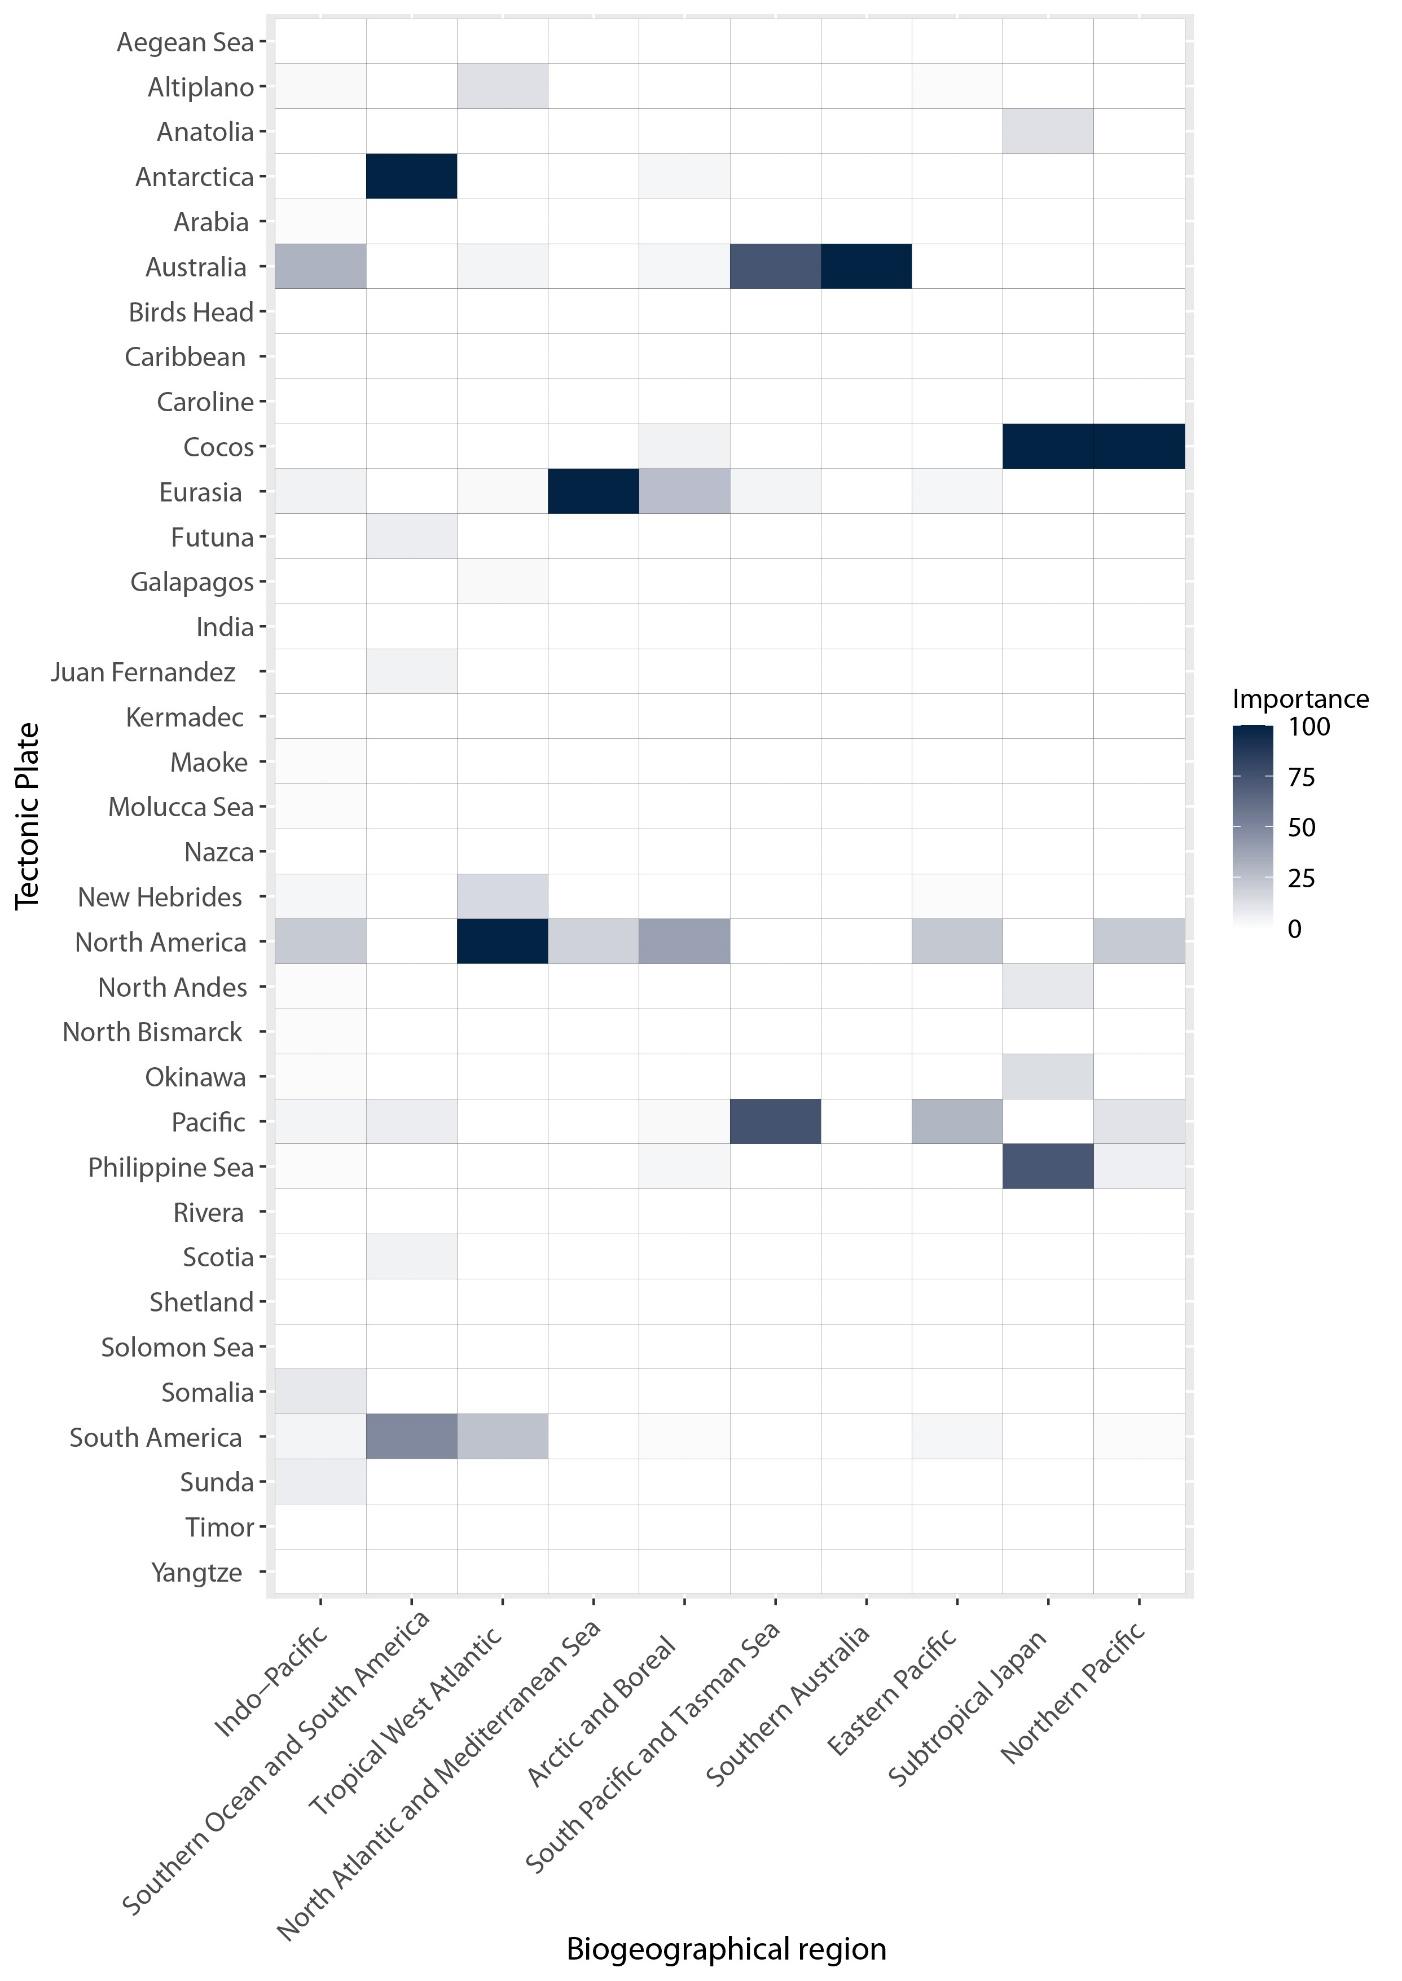 Aegean Sea
Altiplano
Anatolia
Antarctica
Arabia
Australia
Birds Head
Caribbean
Caroline
Cocos
Eurasia
Futuna
Galapagos
India
Juan Fernandez
Kermadec
Maoke
Molucca Sea
Nazca
New Hebrides
North America
North Andes
North Bismarck
Okinawa
Pacific
Philippine Sea
Rivera
Scotia
Shetland
Solomon Sea
Somalia
South America
Sunda
Timor
Yangtze
Tectonic Plate
Indo–Pacific
Southern Ocean and South America
Tropical West Atlantic
North Atlantic and Mediterranean Sea
Arctic and Boreal
South Pacific and Tasman Sea
Southern Australia
Eastern Pacific
Subtropical Japan
Northern Pacific
Biogeographical region
Importance
100
75
50
25
0